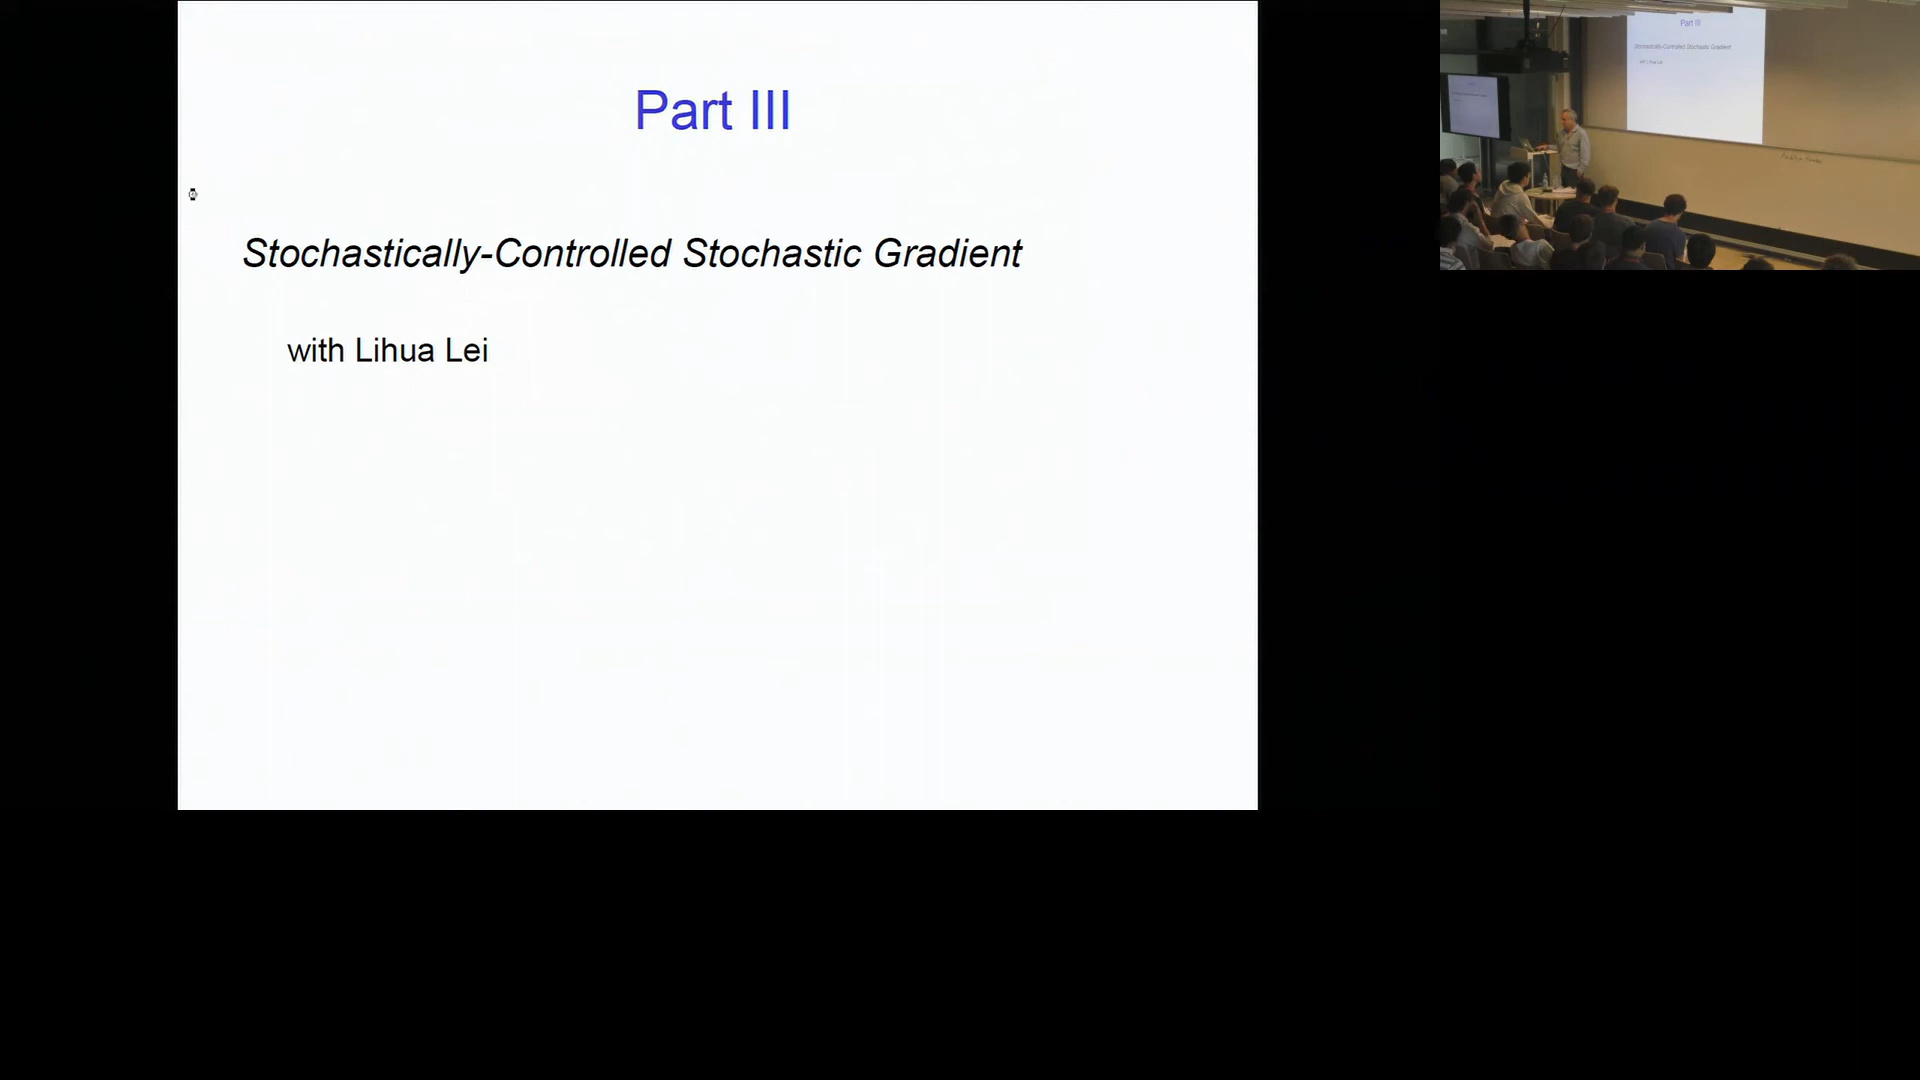 Part III
Stochastically-Controlled Stochastic Gradient
with Lihua Lei